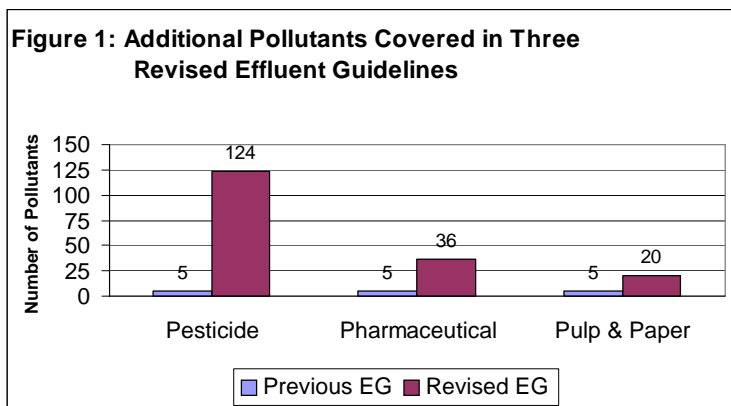 Figure 1: Additional Pollutants Covered in Three
Revised Effluent Guidelines
Number of Pollutants
150
125
100
75
50
25
0
5
124
5
36
5
20
Pesticide
Pharmaceutical
Pulp & Paper
Previous EG
Revised EG